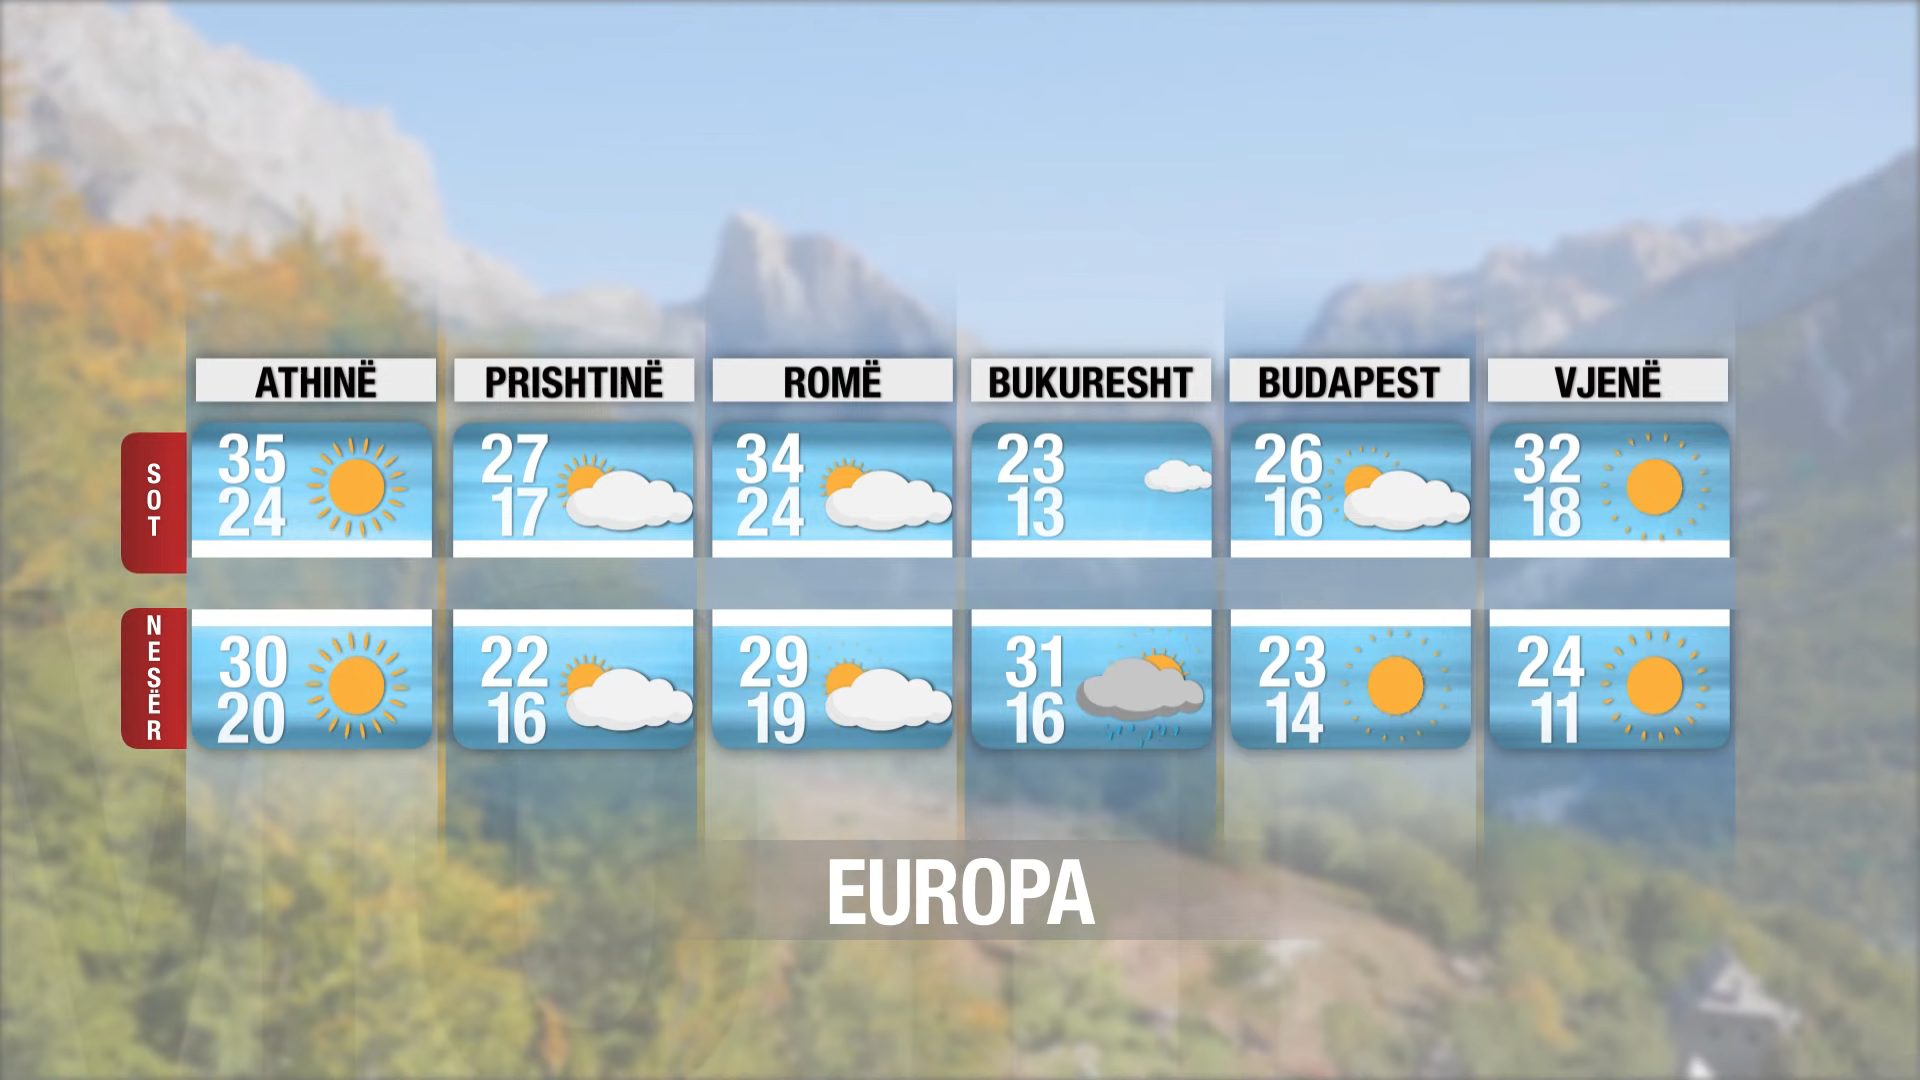 ATHINË PRISHTINË ROMË BUKURESHT BUDAPEST VJENË
SOT
35 27 34 23 26 32
24 17 24 13 16 18
NESËR
30 22 29 31 23 24
20 16 19 16 14 11
EUROPA